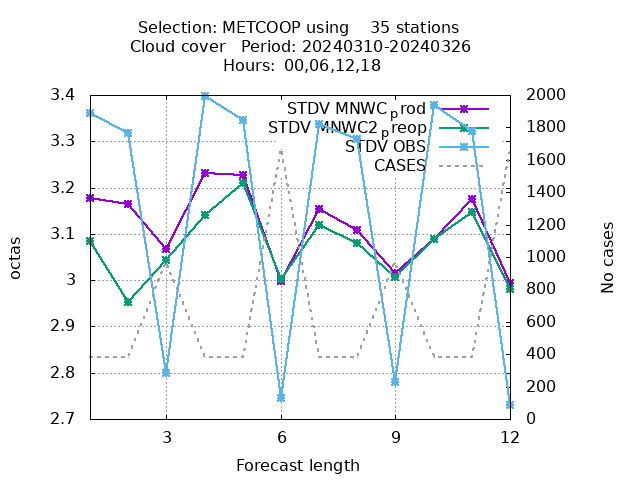 Selection: METCOOP using 35 stations
Cloud cover Period: 20240310-20240326
Hours: 00,06,12,18
STDV MNWC_prod
STDV MNWC2_preop
STDV OBS
CASES
3.4
3.3
3.2
3.1
3
2.9
2.8
2.7
octas
2000
1800
1600
1400
1200
1000
800
600
400
200
0
No cases
3 6 9 12
Forecast length